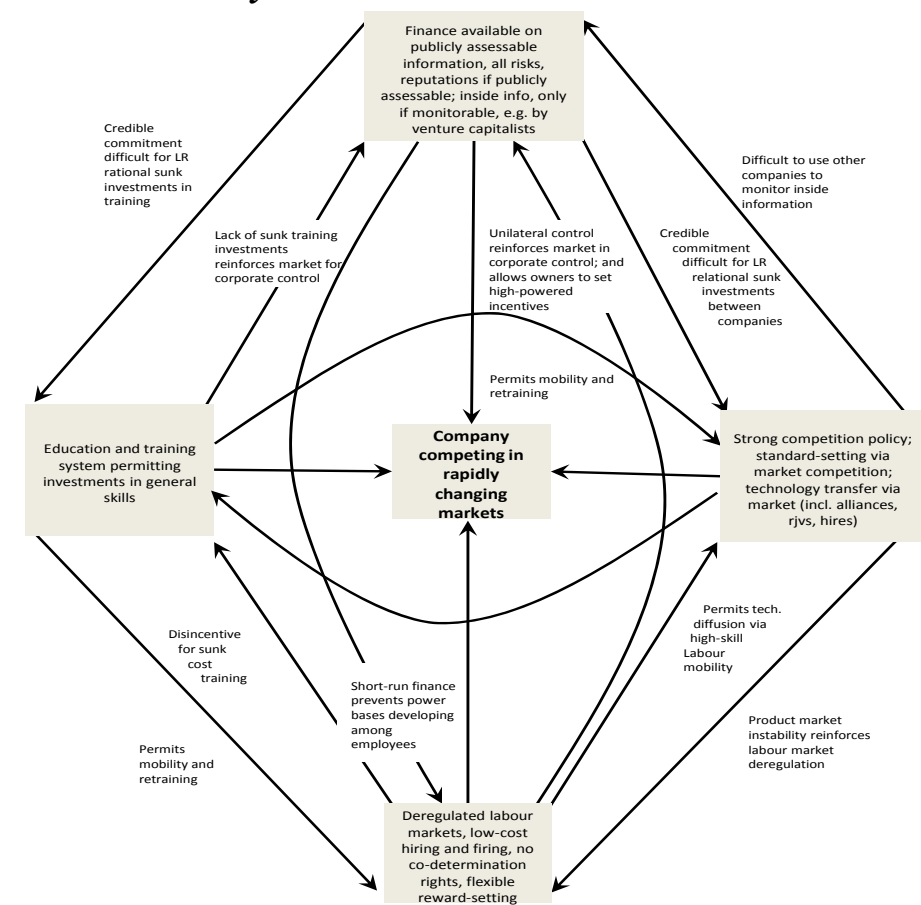 Finance available on
publicly assessable
information, all risks,
reputations if publicly
assessable; inside info, only
if monitorable, e.g. by
venture capitalists
Credible
commitment
difficult for LR
rational sunk
investments in
training
Difficult to use other
companies to
monitor inside
information
Lack of sunk training
investments
reinforces market for
corporate control
Unilateral control
reinforces market in
corporate control; and
allows owners to set
high-powered
incentives
Credible
commitment
difficult for LR
relational sunk
investments
between
companies
Permits mobility and
retraining
Education and training
system permitting
investments in general
skills
Company
competing in
rapidly
changing
markets
Strong competition policy;
standard-setting via
market competition;
technology transfer via
market (incl. alliances,
rjvs, hires)
Disincentive
for sunk
cost
training
Permits tech.
diffusion via
high-skill
Labour
mobility
Short-run finance
prevents power
bases developing
among
employees
Permits
mobility and
retraining
Product market
instability reinforces
labour market
deregulation
Deregulated labour
markets, low-cost
hiring and firing, no
co-determination
rights, flexible
reward-setting